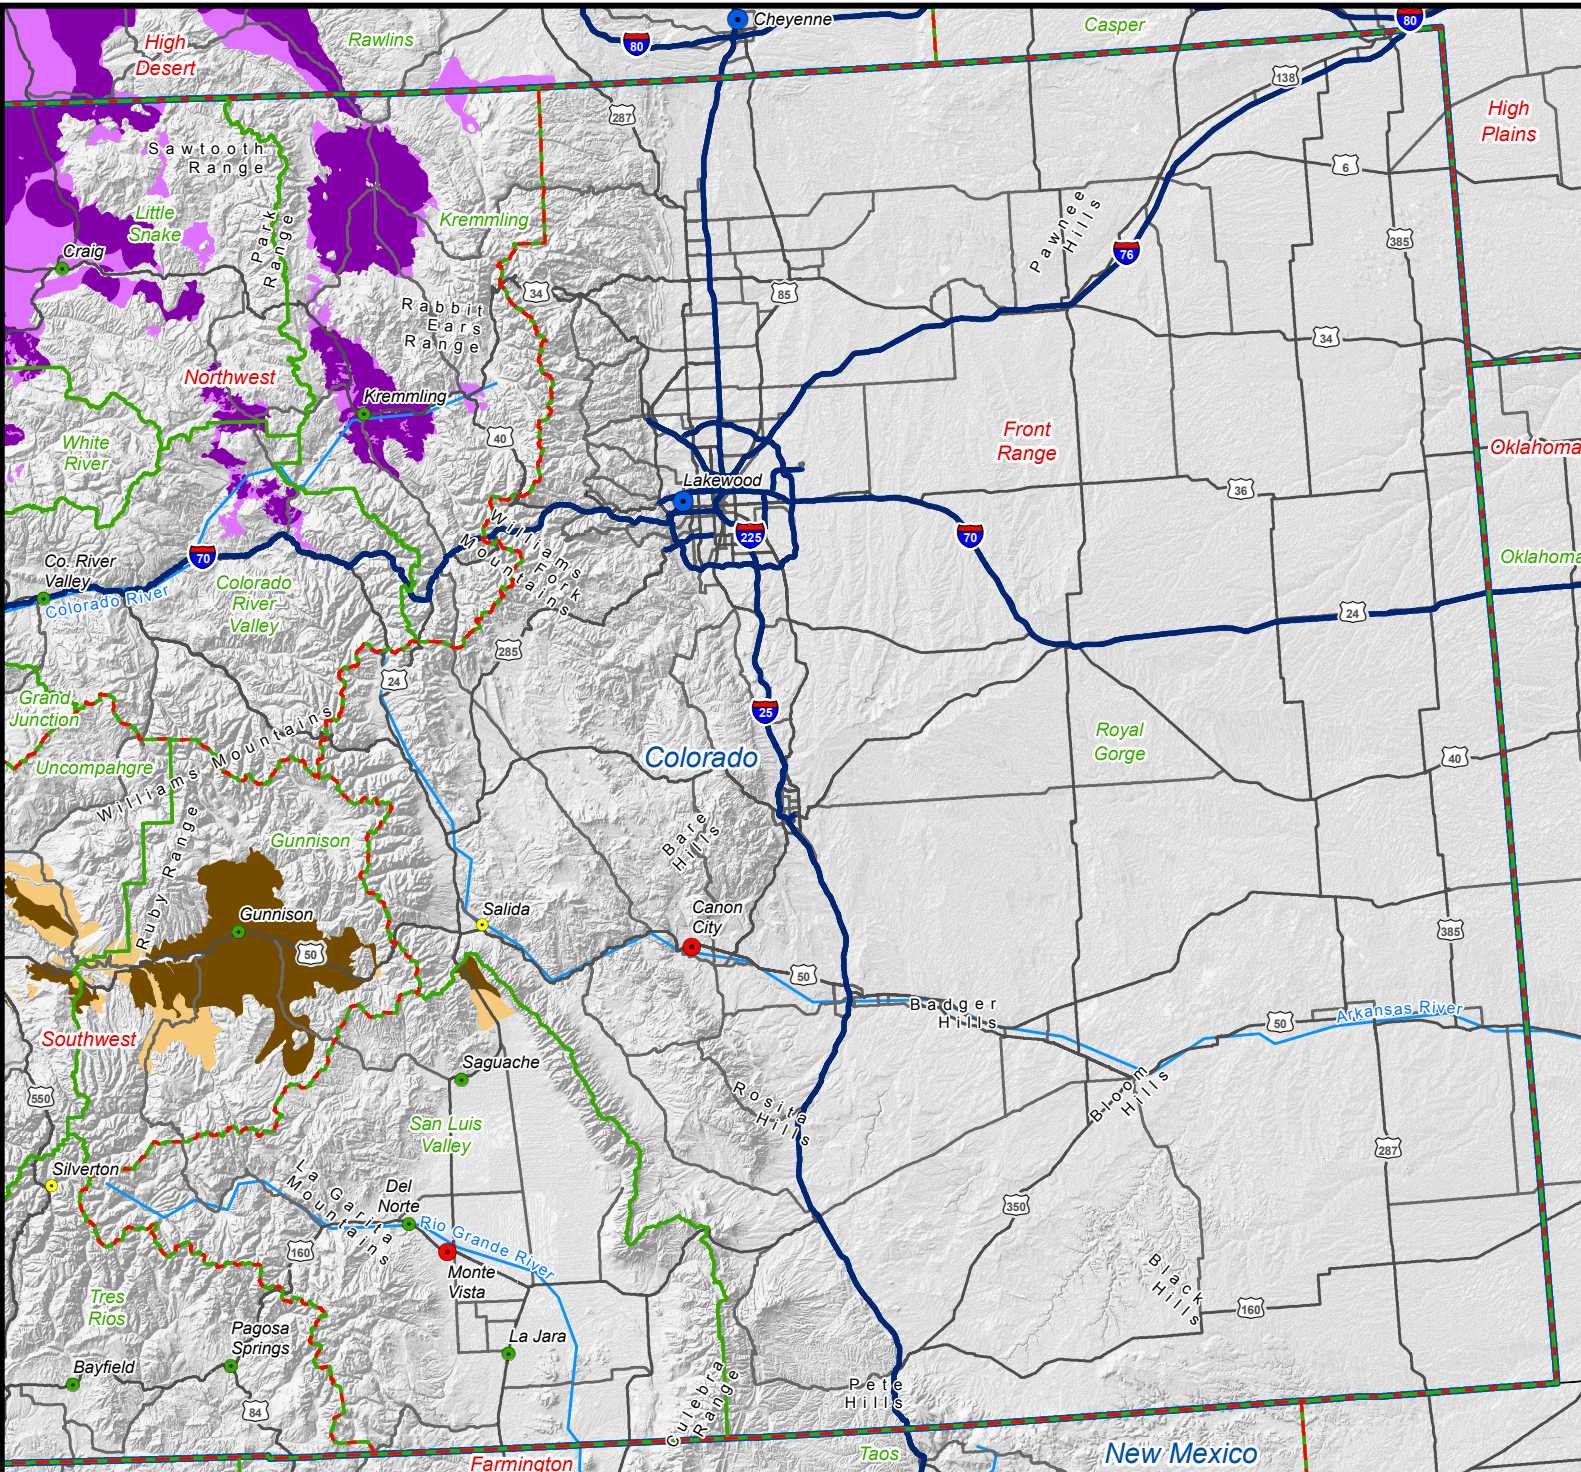 Cheyenne
Casper
80
80
High
Desert
Rawlins
138
High
Plains
287
Sawtooth
Range
6
Little
Snake
Park
Range
Kremmling
Pawnee
Hills
385
Craig
76
34
85
Rabbit
Ears
Range
34
Northwest
Kremmling
White
River
40
Front
Range
Oklahoma
Lakewood
36
Williams
Fork
Mountains
225
70
70
Co. River
Valley
Colorado River
Colorado
River
Valley
Oklahoma
24
285
24
Grand
Junction
25
Williams Mountains
Uncompahgre
Colorado
Royal
Gorge
40
Ruby Range
Gunnison
Bare
Hills
Gunnison
Salida
Canon
City
50
385
50
Badger
Hills
Arkansas River
50
Southwest
Saguache
550
Rosita
Hills
Bloom
Hills
San Luis
Valley
287
Silverton
La Garita
Mountains
Del
Norte
350
Rio Grande River
160
Monte
Vista
Black
Hills
Tres
Rios
160
Pagosa
Springs
La Jara
Bayfield
Culebra
Range
Pete
Hills
84
Farmington
Taos
New Mexico